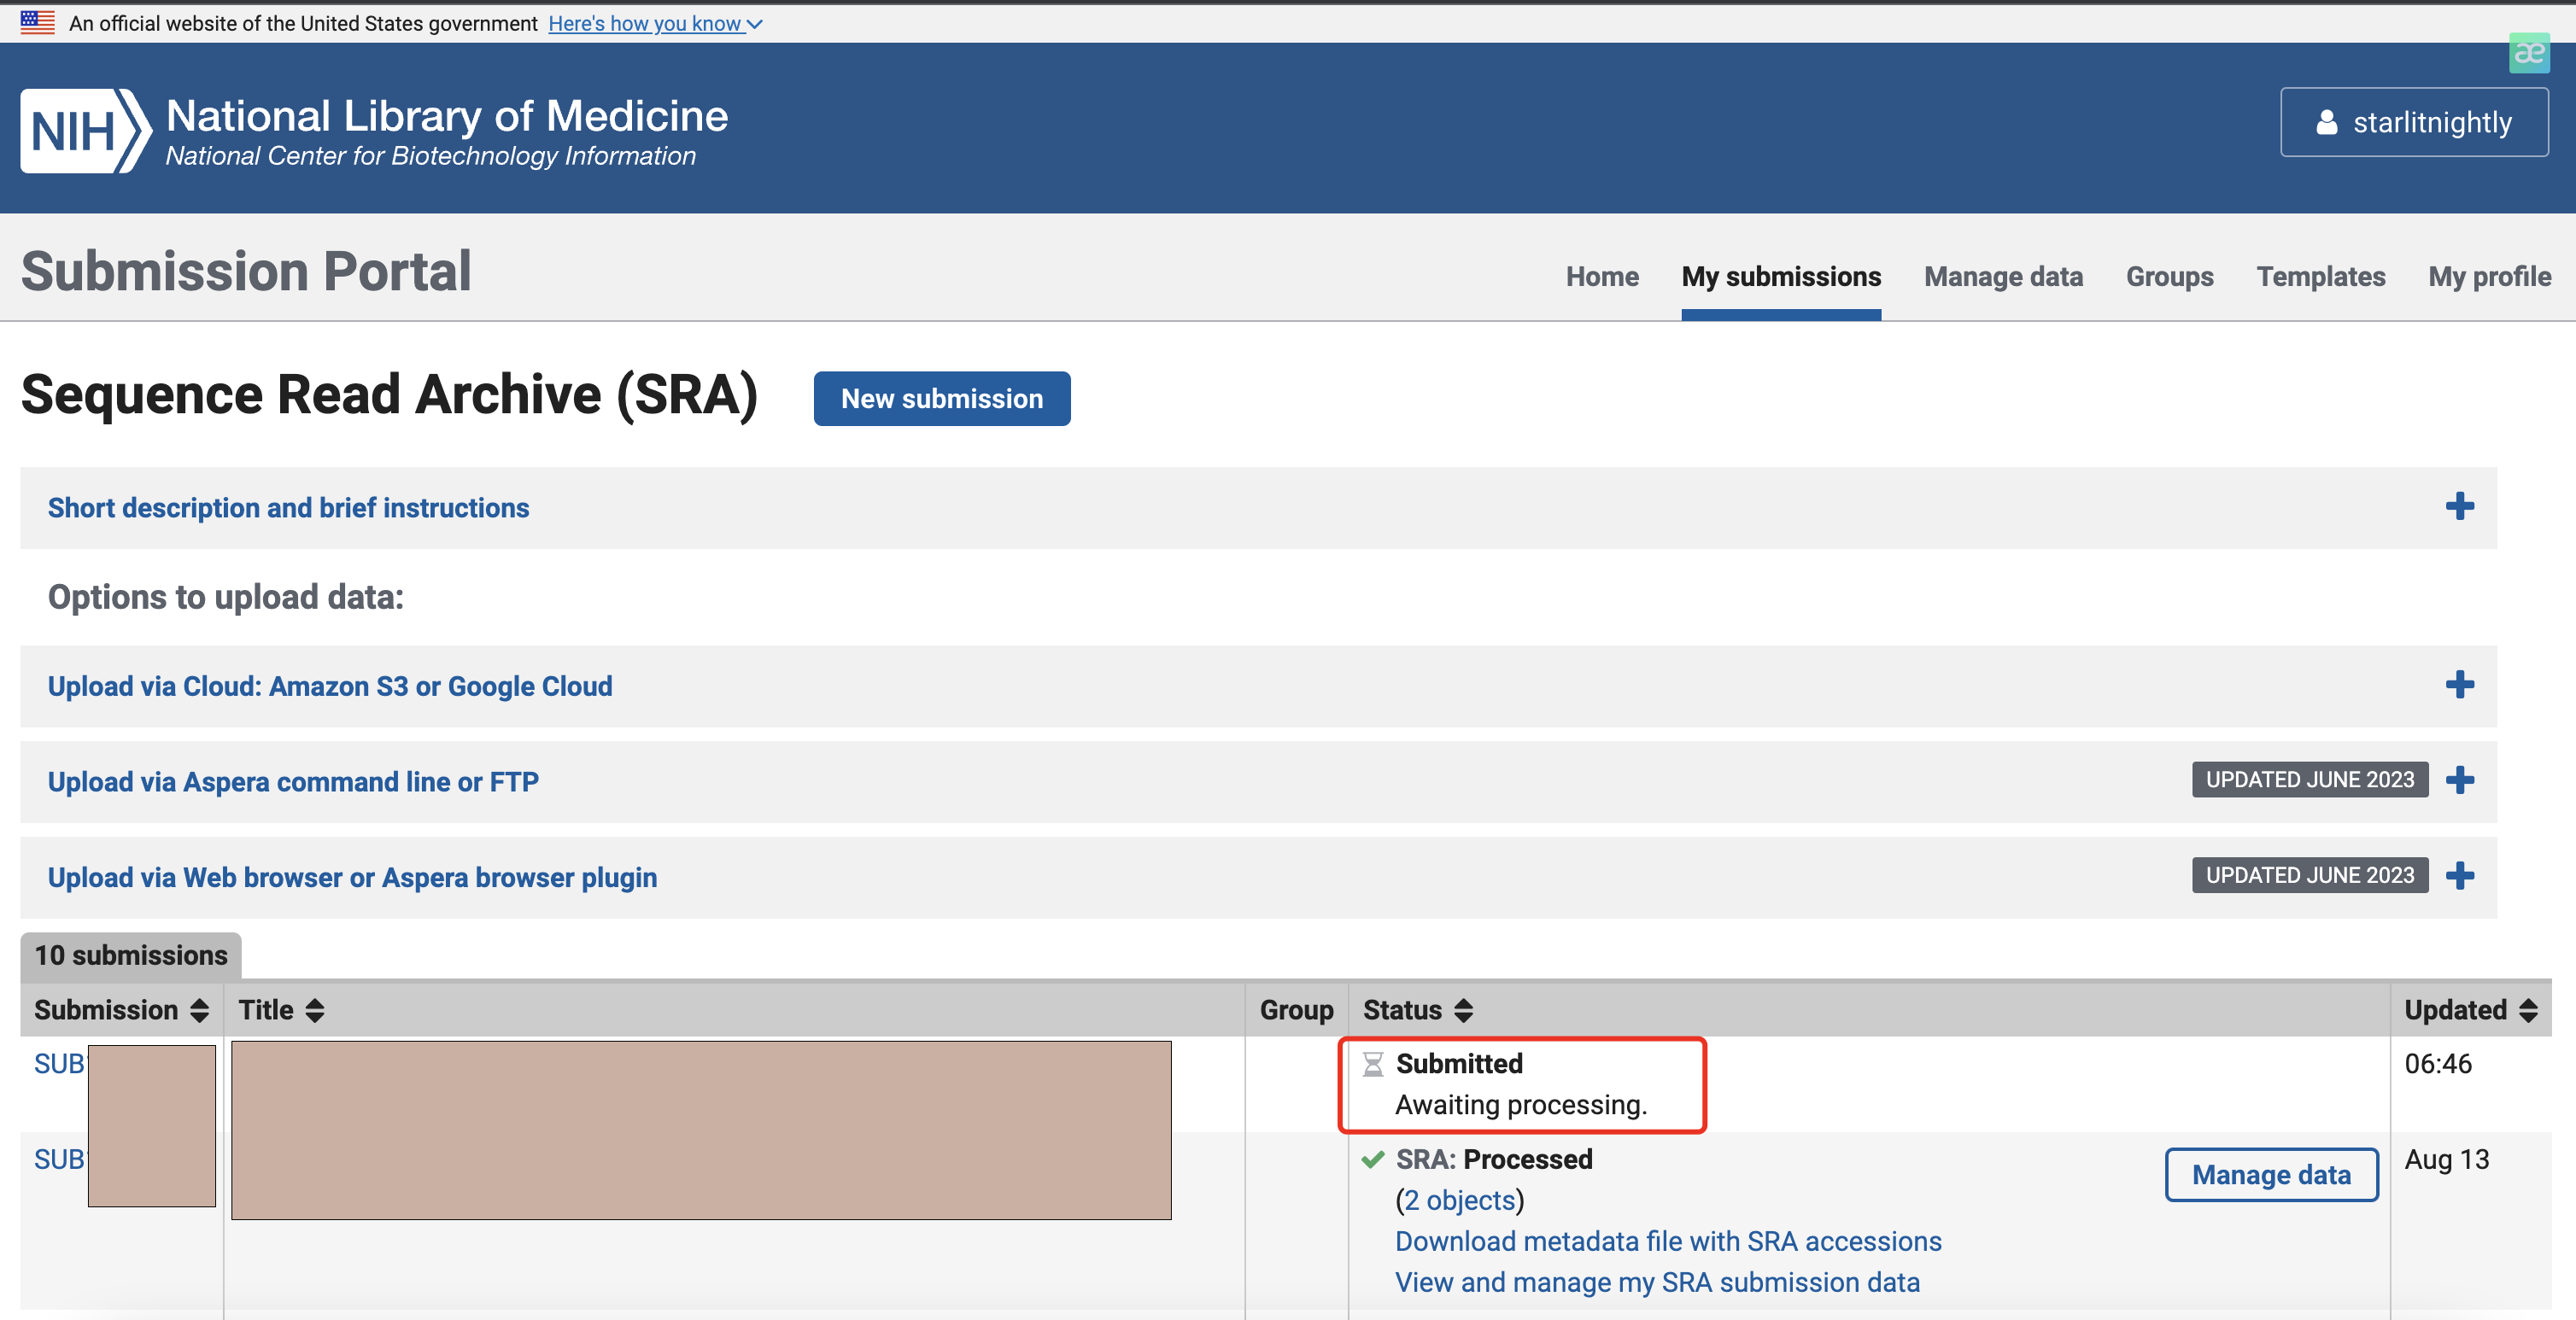 An official website of the United States government Here's how you know
æ
NIH National Library of Medicine
National Center for Biotechnology Information
starlitnightly
Submission Portal
Home My submissions Manage data Groups Templates My profile
Sequence Read Archive (SRA) New submission
Short description and brief instructions
Options to upload data:
Upload via Cloud: Amazon S3 or Google Cloud
Upload via Aspera command line or FTP UPDATED JUNE 2023
Upload via Web browser or Aspera browser plugin UPDATED JUNE 2023
10 submissions
Submission Title Group Status Updated
SUB Submitted 06:46
Awaiting processing.
SUB SRA: Processed Manage data Aug 13
(2 objects)
Download metadata file with SRA accessions
View and manage my SRA submission data